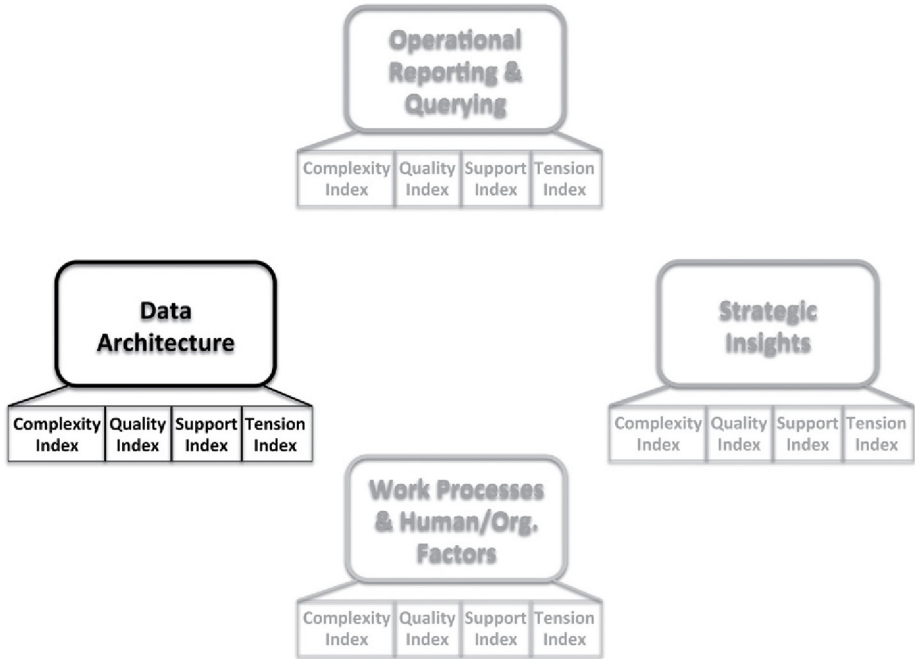 Operational
Reporting &
Querying
Complexity Index
Quality Index
Support Index
Tension Index
Data
Architecture
Complexity Index
Quality Index
Support Index
Tension Index
Strategic
Insights
Complexity Index
Quality Index
Support Index
Tension Index
Work Processes
& Human/Org.
Factors
Complexity Index
Quality Index
Support Index
Tension Index